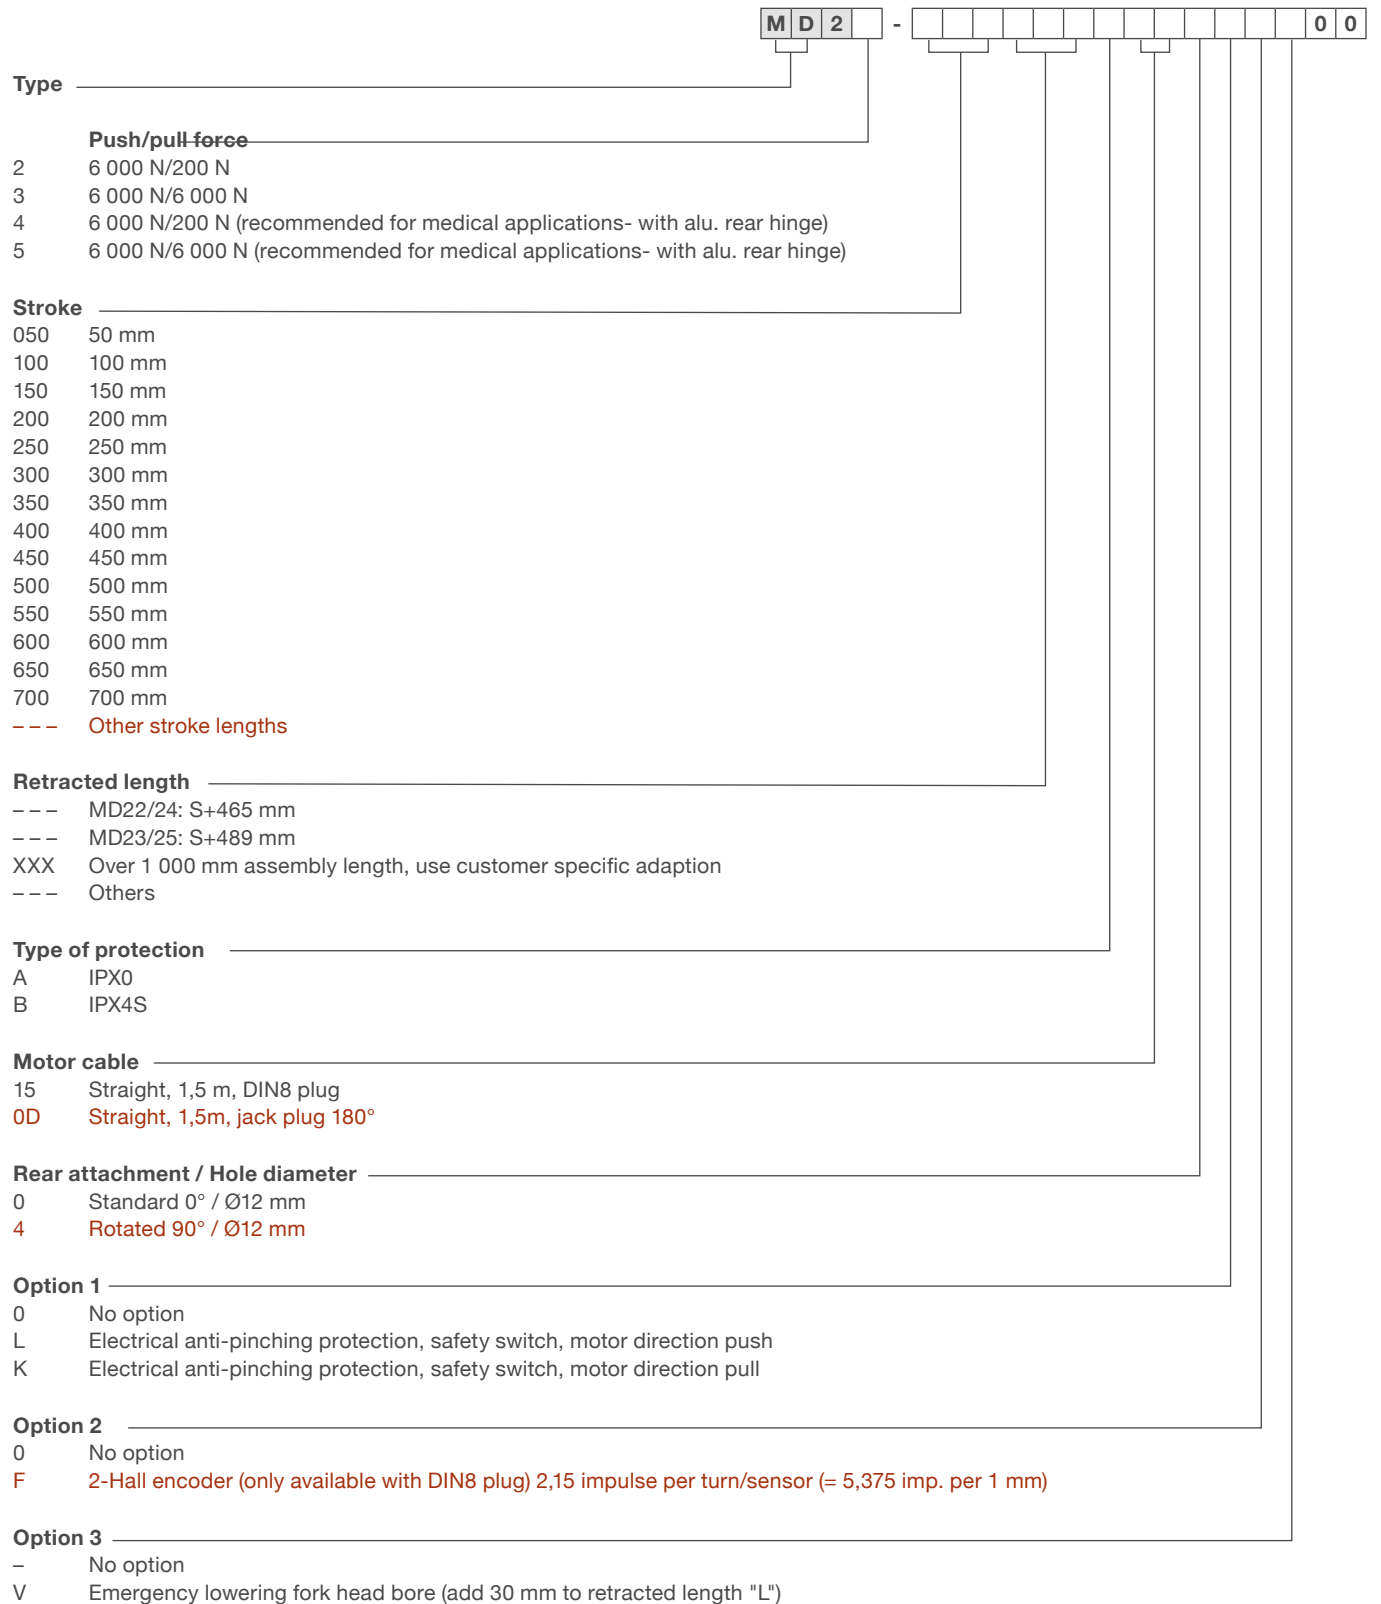 M D 2 - 0 0
Type
Push/pull force
2 6 000 N/200 N
3 6 000 N/6 000 N
4 6 000 N/200 N (recommended for medical applications- with alu. rear hinge)
5 6 000 N/6 000 N (recommended for medical applications- with alu. rear hinge)
Stroke
050 50 mm
100 100 mm
150 150 mm
200 200 mm
250 250 mm
300 300 mm
350 350 mm
400 400 mm
450 450 mm
500 500 mm
550 550 mm
600 600 mm
650 650 mm
700 700 mm
– – – Other stroke lengths
Retracted length
– – – MD22/24: S+465 mm
– – – MD23/25: S+489 mm
XXX Over 1 000 mm assembly length, use customer specific adaption
– – – Others
Type of protection
A IPX0
B IPX4S
Motor cable
15 Straight, 1,5 m, DIN8 plug
0D Straight, 1,5m, jack plug 180°
Rear attachment / Hole diameter
0 Standard 0° / Ø12 mm
4 Rotated 90° / Ø12 mm
Option 1
0 No option
L Electrical anti-pinching protection, safety switch, motor direction push
K Electrical anti-pinching protection, safety switch, motor direction pull
Option 2
0 No option
F 2-Hall encoder (only available with DIN8 plug) 2,15 impulse per turn/sensor (= 5,375 imp. per 1 mm)
Option 3
– No option
V Emergency lowering fork head bore (add 30 mm to retracted length "L")